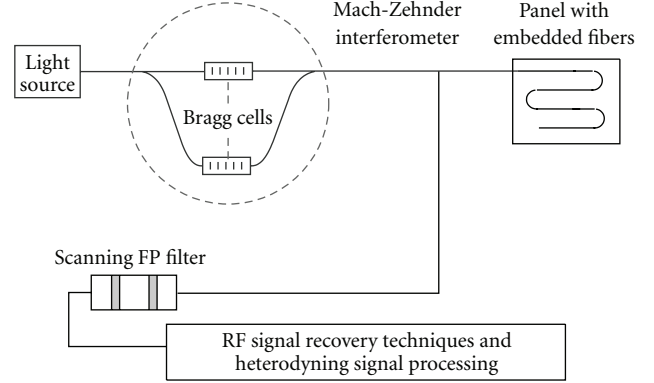 Mach-Zehnder
interferometer
Panel with
embedded fibers
Light
source
Bragg cells
Scanning FP filter
RF signal recovery techniques and
heterodyning signal processing